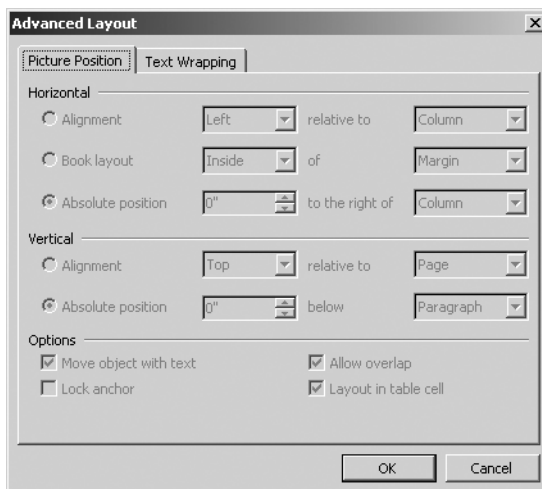 Advanced Layout
Picture Position Text Wrapping
Horizontal
Alignment Left relative to Column
Book layout Inside of Margin
Absolute position 0" to the right of Column
Vertical
Alignment Top relative to Page
Absolute position 0" below Paragraph
Options
Move object with text Allow overlap
Lock anchor Layout in table cell
OK Cancel